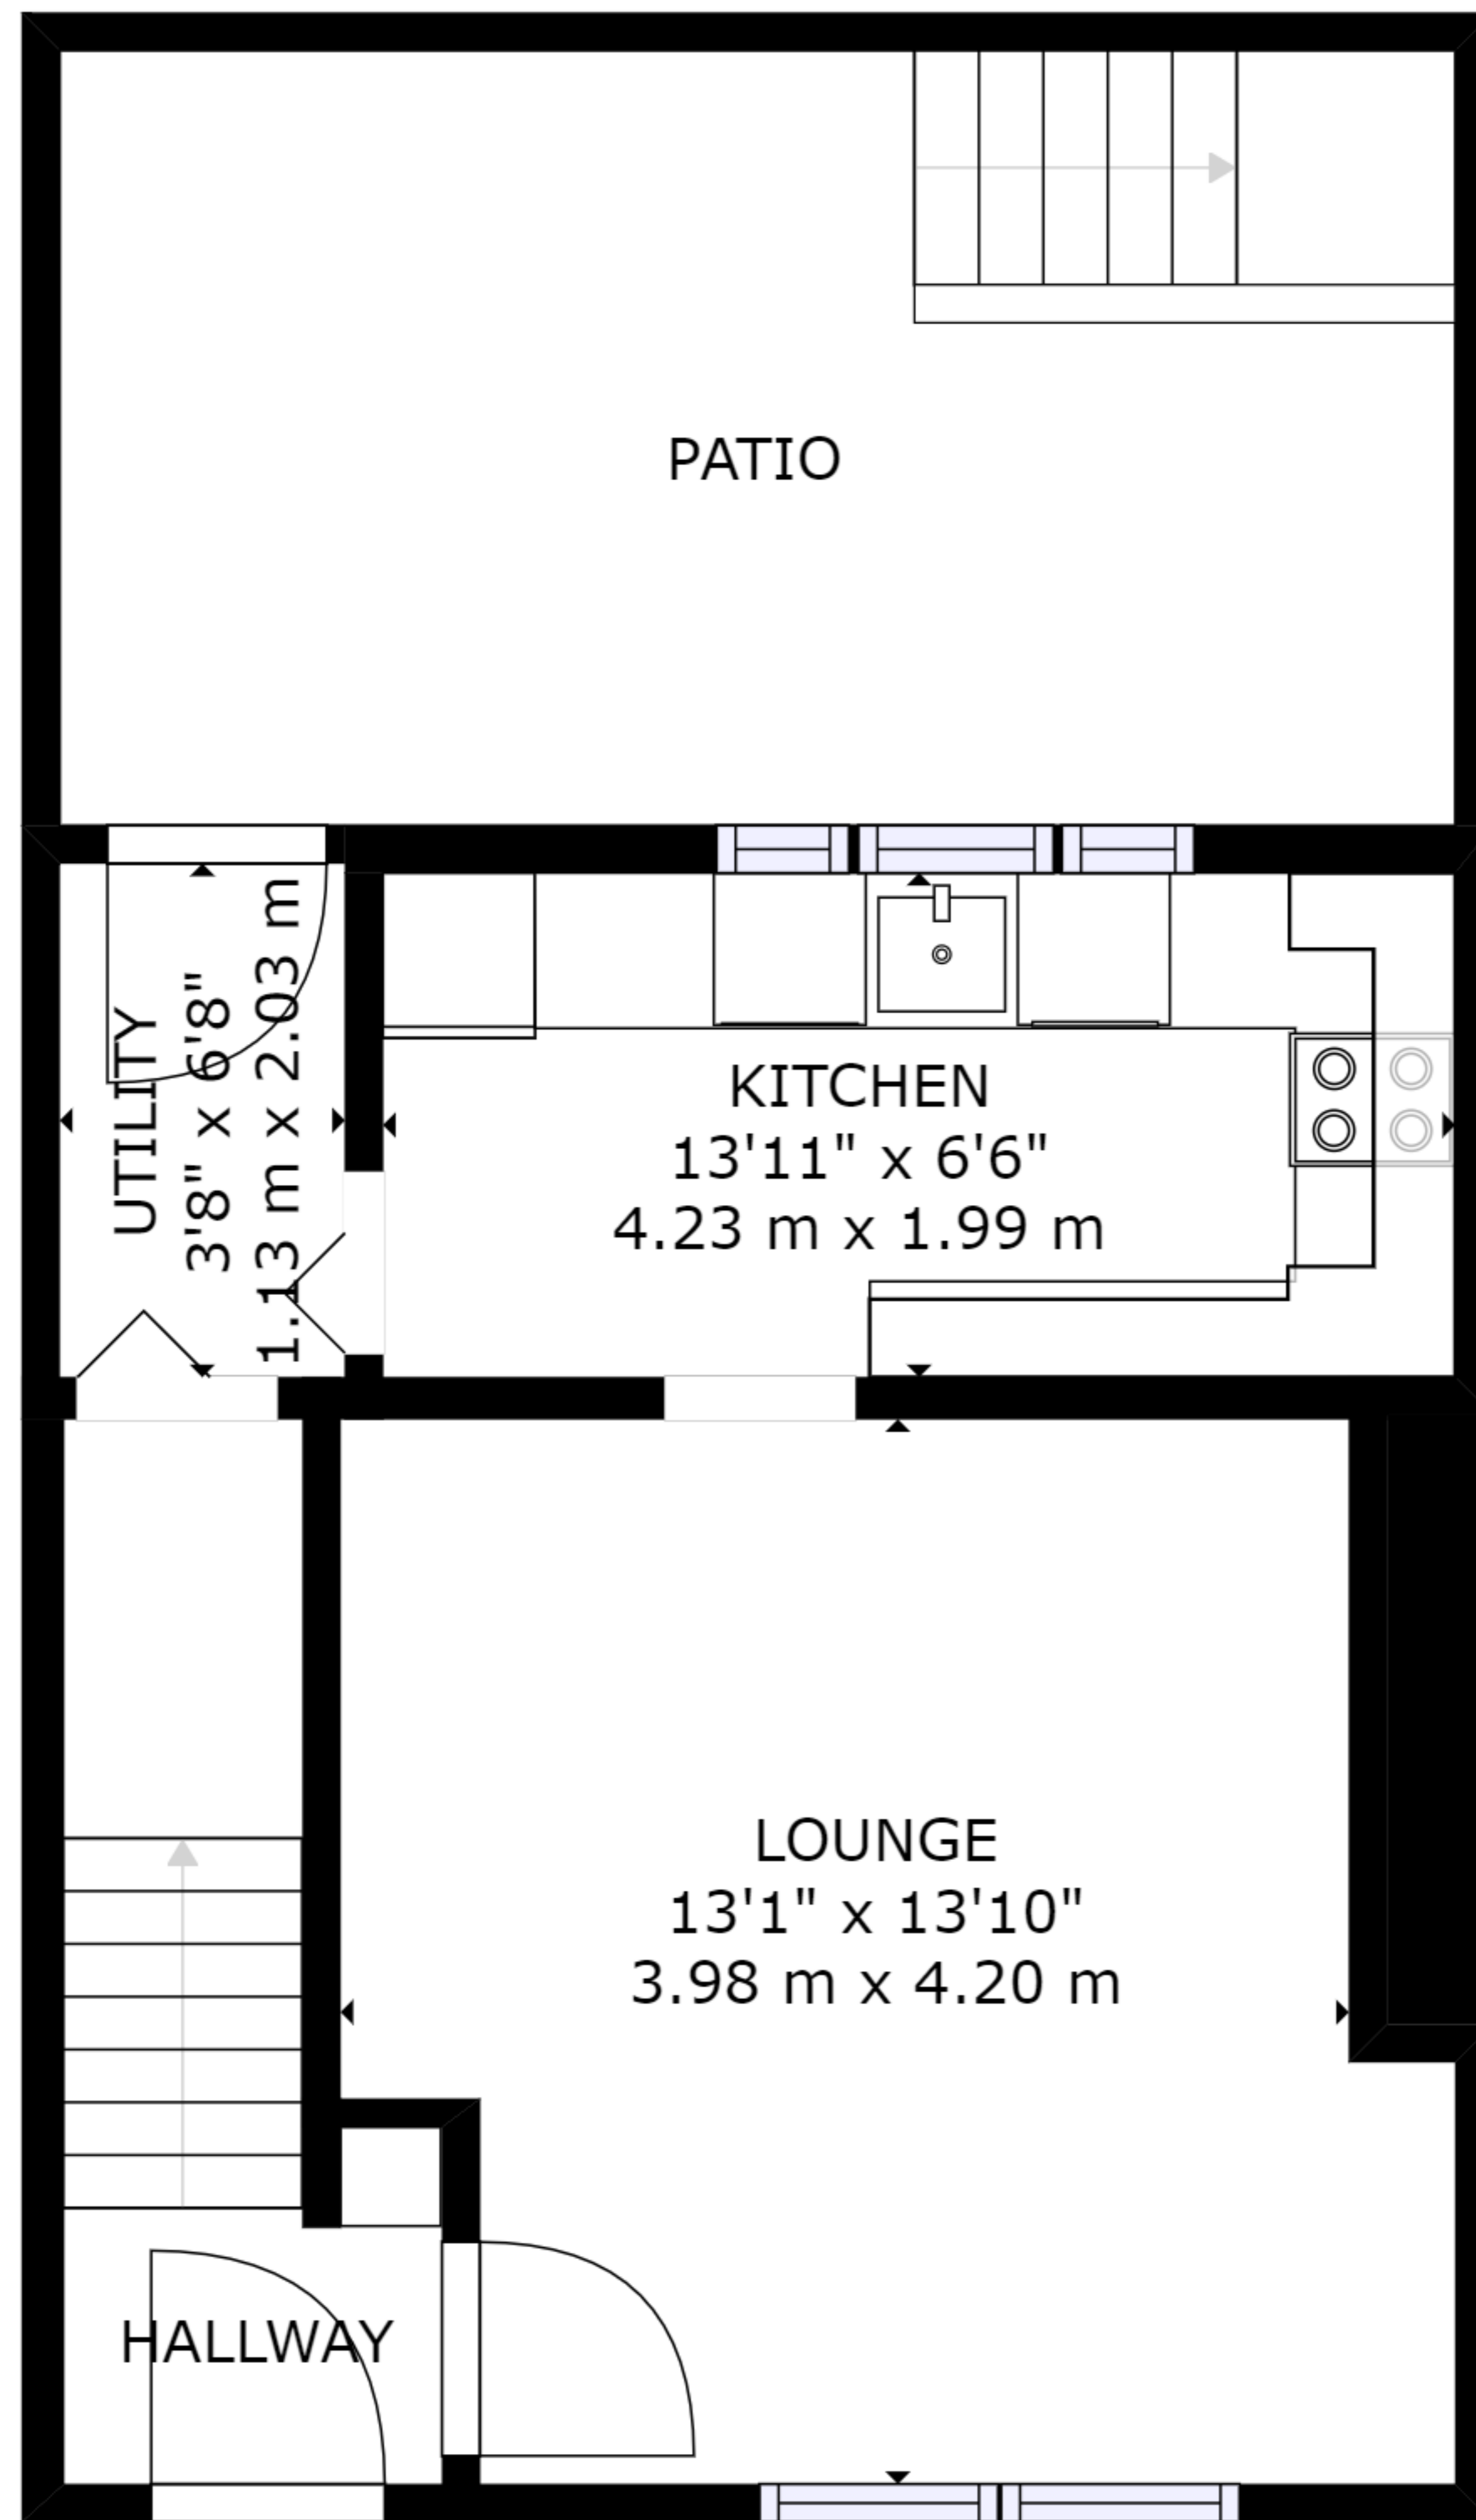 PATIO
UTILITY
3'8" x 6'8"
1.13 m x 2.03 m
KITCHEN
13'11" x 6'6"
4.23 m x 1.99 m
LOUNGE
13'1" x 13'10"
3.98 m x 4.20 m
HALLWAY